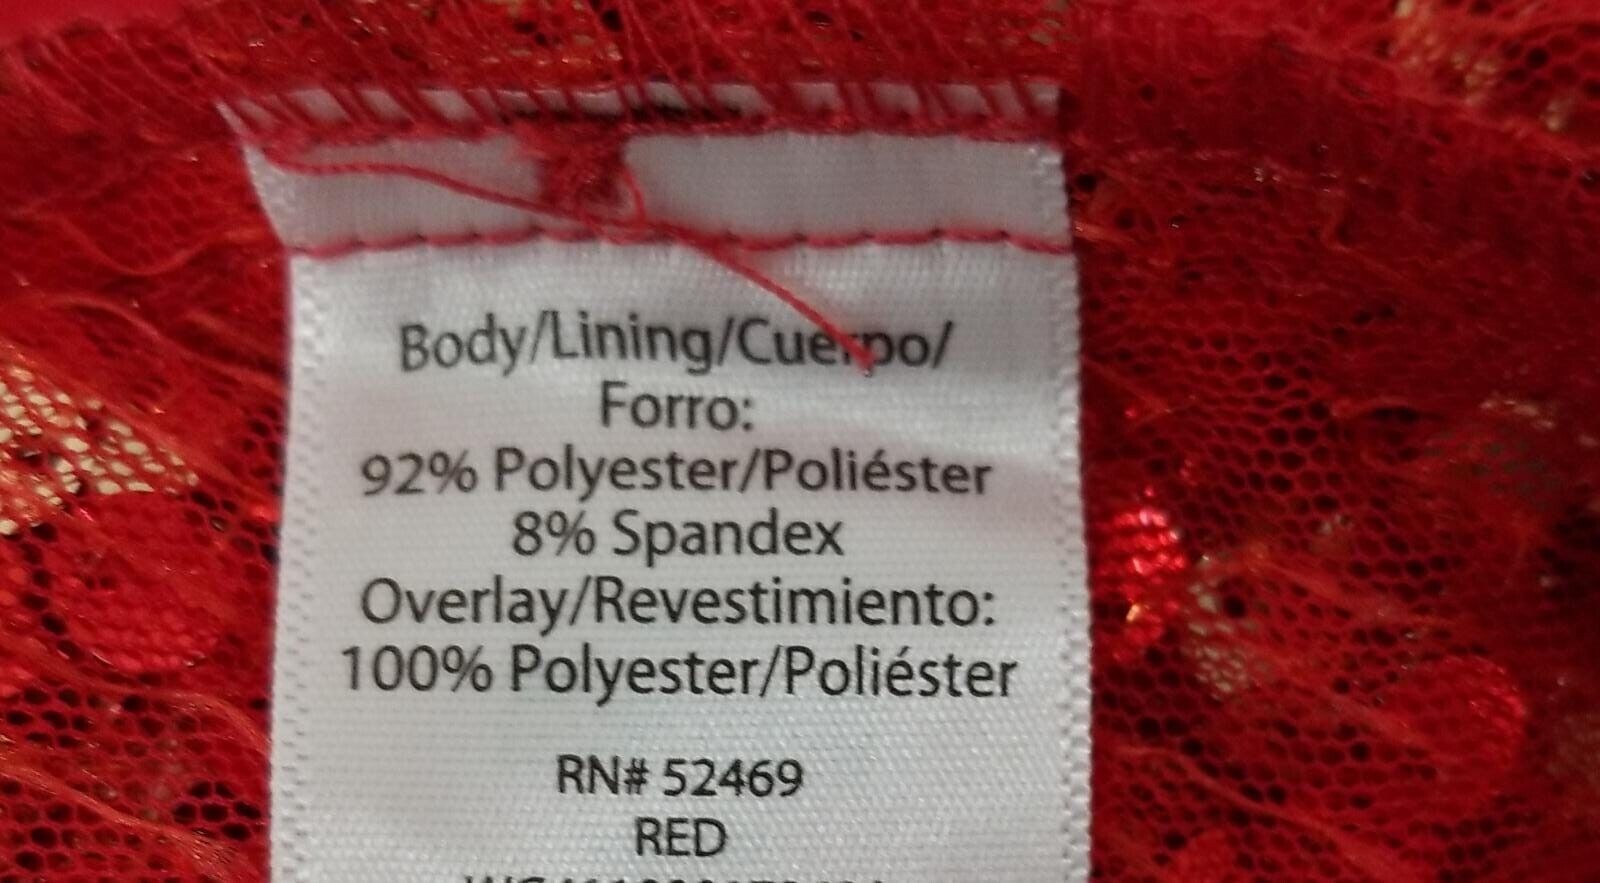 Body/Lining/Cuerpo/
Forro:
92% Polyester/Poliéster
8% Spandex
Overlay/Revestimiento:
100% Polyester/Poliéster
RN# 52469
RED